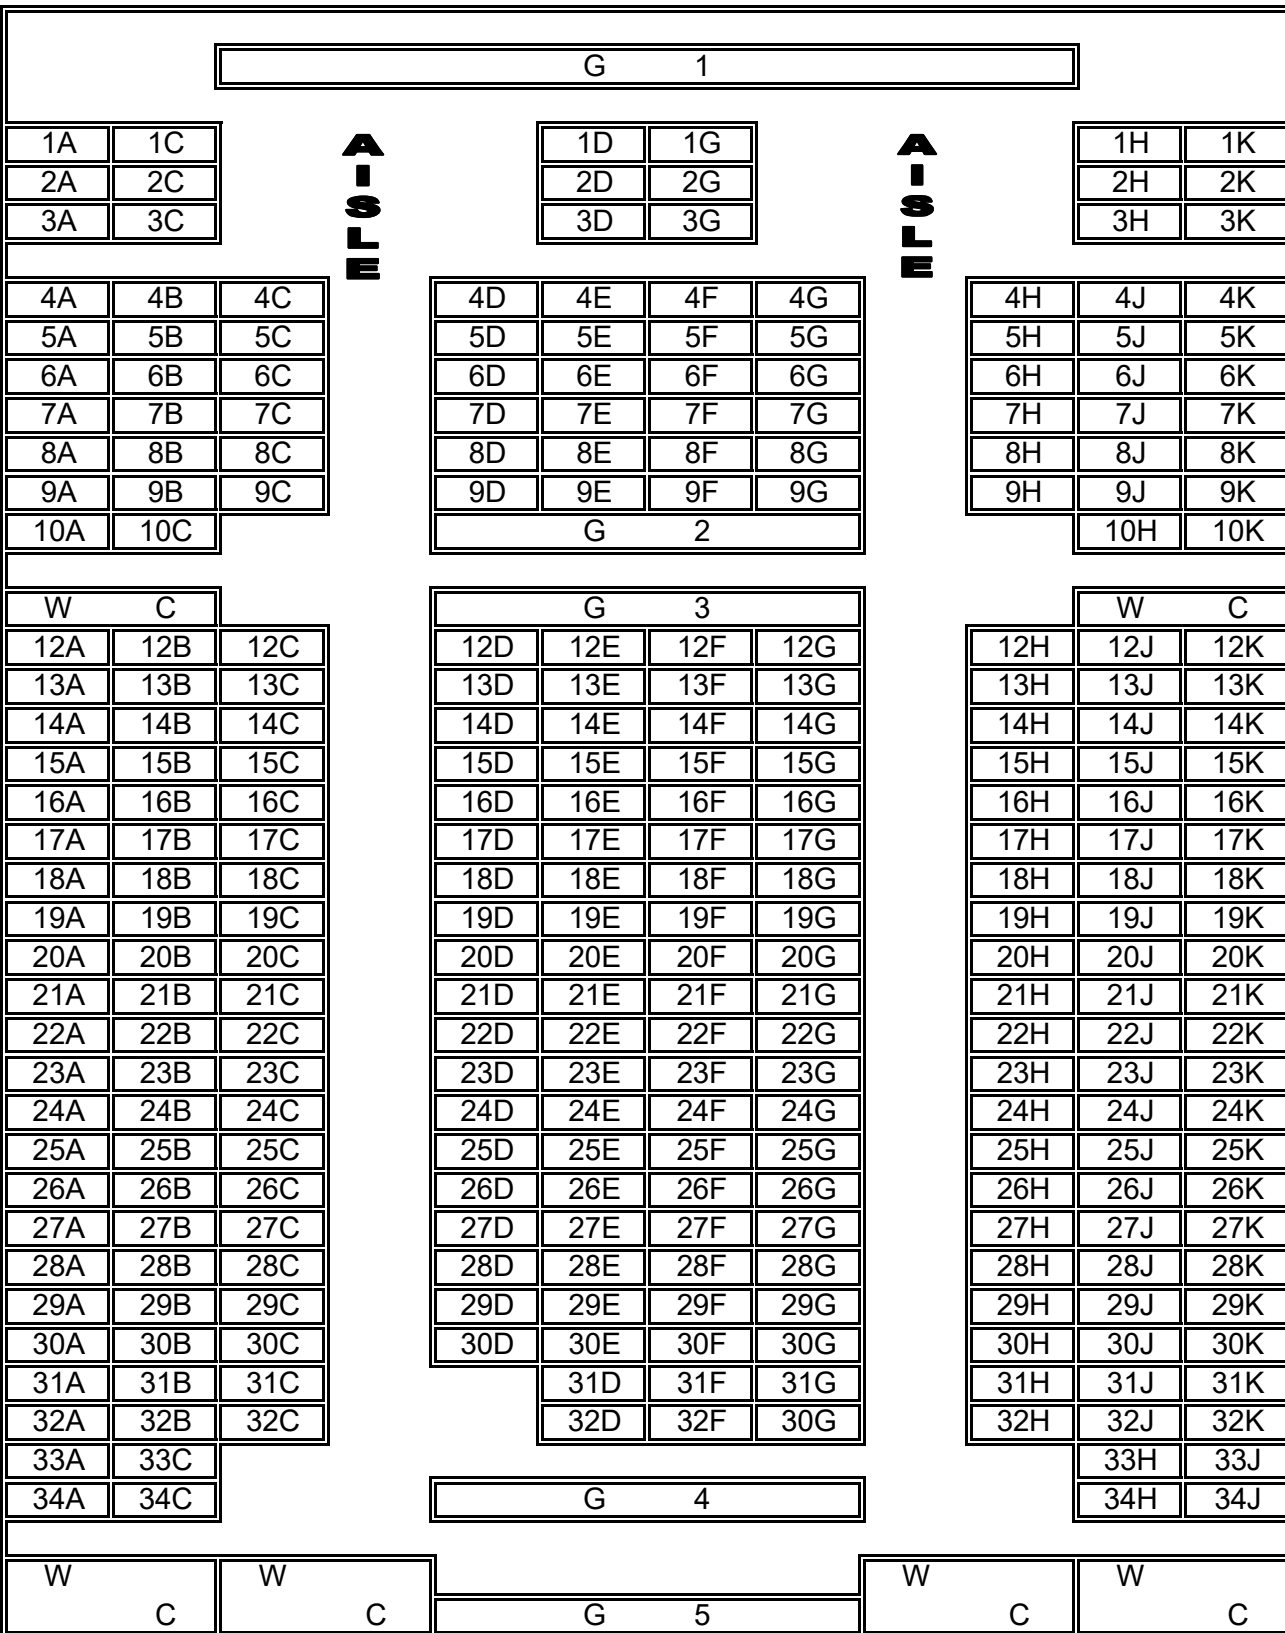 G 1
1A 1C A 1D 1G A 1H 1K
2A 2C I 2D 2G I 2H 2K
3A 3C S 3D 3G S 3H 3K
L L
E E
4A 4B 4C 4D 4E 4F 4G 4H 4J 4K
5A 5B 5C 5D 5E 5F 5G 5H 5J 5K
6A 6B 6C 6D 6E 6F 6G 6H 6J 6K
7A 7B 7C 7D 7E 7F 7G 7H 7J 7K
8A 8B 8C 8D 8E 8F 8G 8H 8J 8K
9A 9B 9C 9D 9E 9F 9G 9H 9J 9K
10A 10C G 2 10H 10K
W C G 3 W C
12A 12B 12C 12D 12E 12F 12G 12H 12J 12K
13A 13B 13C 13D 13E 13F 13G 13H 13J 13K
14A 14B 14C 14D 14E 14F 14G 14H 14J 14K
15A 15B 15C 15D 15E 15F 15G 15H 15J 15K
16A 16B 16C 16D 16E 16F 16G 16H 16J 16K
17A 17B 17C 17D 17E 17F 17G 17H 17J 17K
18A 18B 18C 18D 18E 18F 18G 18H 18J 18K
19A 19B 19C 19D 19E 19F 19G 19H 19J 19K
20A 20B 20C 20D 20E 20F 20G 20H 20J 20K
21A 21B 21C 21D 21E 21F 21G 21H 21J 21K
22A 22B 22C 22D 22E 22F 22G 22H 22J 22K
23A 23B 23C 23D 23E 23F 23G 23H 23J 23K
24A 24B 24C 24D 24E 24F 24G 24H 24J 24K
25A 25B 25C 25D 25E 25F 25G 25H 25J 25K
26A 26B 26C 26D 26E 26F 26G 26H 26J 26K
27A 27B 27C 27D 27E 27F 27G 27H 27J 27K
28A 28B 28C 28D 28E 28F 28G 28H 28J 28K
29A 29B 29C 29D 29E 29F 29G 29H 29J 29K
30A 30B 30C 30D 30E 30F 30G 30H 30J 30K
31A 31B 31C 31D 31F 31G 31H 31J 31K
32A 32B 32C 32D 32F 30G 32H 32J 32K
33A 33C 33H 33J
34A 34C G 4 34H 34J
W W W W
C C G 5 C C